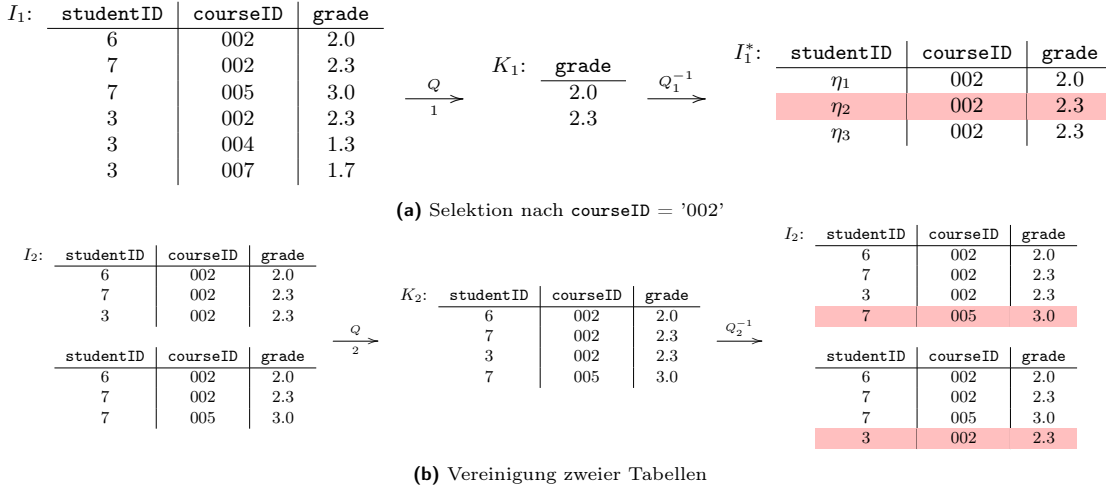 I₁: studentID courseID grade
6 002 2.0
7 002 2.3
7 005 3.0
3 002 2.3
3 004 1.3
3 007 1.7
Q
1
K₁: grade
2.0
2.3
Q₁⁻¹
I₁*: studentID courseID grade
η₁ 002 2.0
η₂ 002 2.3
η₃ 002 2.3
(a) Selektion nach courseID = '002'
I₂: studentID courseID grade
6 002 2.0
7 002 2.3
3 002 2.3
studentID courseID grade
6 002 2.0
7 002 2.3
7 005 3.0
Q
2
K₂: studentID courseID grade
6 002 2.0
7 002 2.3
3 002 2.3
7 005 3.0
Q₂⁻¹
I₂: studentID courseID grade
6 002 2.0
7 002 2.3
3 002 2.3
7 005 3.0
studentID courseID grade
6 002 2.0
7 002 2.3
7 005 3.0
3 002 2.3
(b) Vereinigung zweier Tabellen